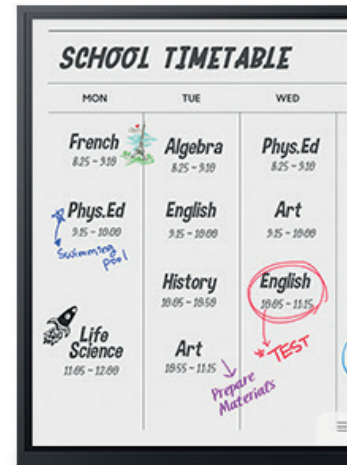 SCHOOL TIMETABLE
MON
French
8:25 ~ 9:10
Phys.Ed
9:15 ~ 10:00
Swimming
pool
Life
Science
11:05 ~ 12:00
TUE
Algebra
8:25 ~ 9:10
English
9:15 ~ 10:00
History
10:05 ~ 10:50
Art
10:55 ~ 11:15
Prepare
Materials
WED
Phys.Ed
8:25 ~ 9:10
Art
9:15 ~ 10:00
English
10:05 ~ 11:15
TEST